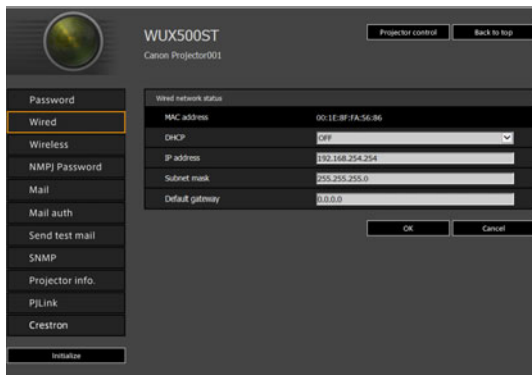 WUX500ST
Projector control
Back to top
Canon Projector001
Password
Wired
Wireless
NMPJ Password
Mail
Mail auth
Send test mail
SNMP
Projector info.
PJLink
Crestron
Initialize
Wired network status
MAC address 00:1E:8F:FA:56:86
DHCP OFF
IP address 192.168.254.254
Subnet mask 255.255.255.0
Default gateway 0.0.0.0
OK
Cancel